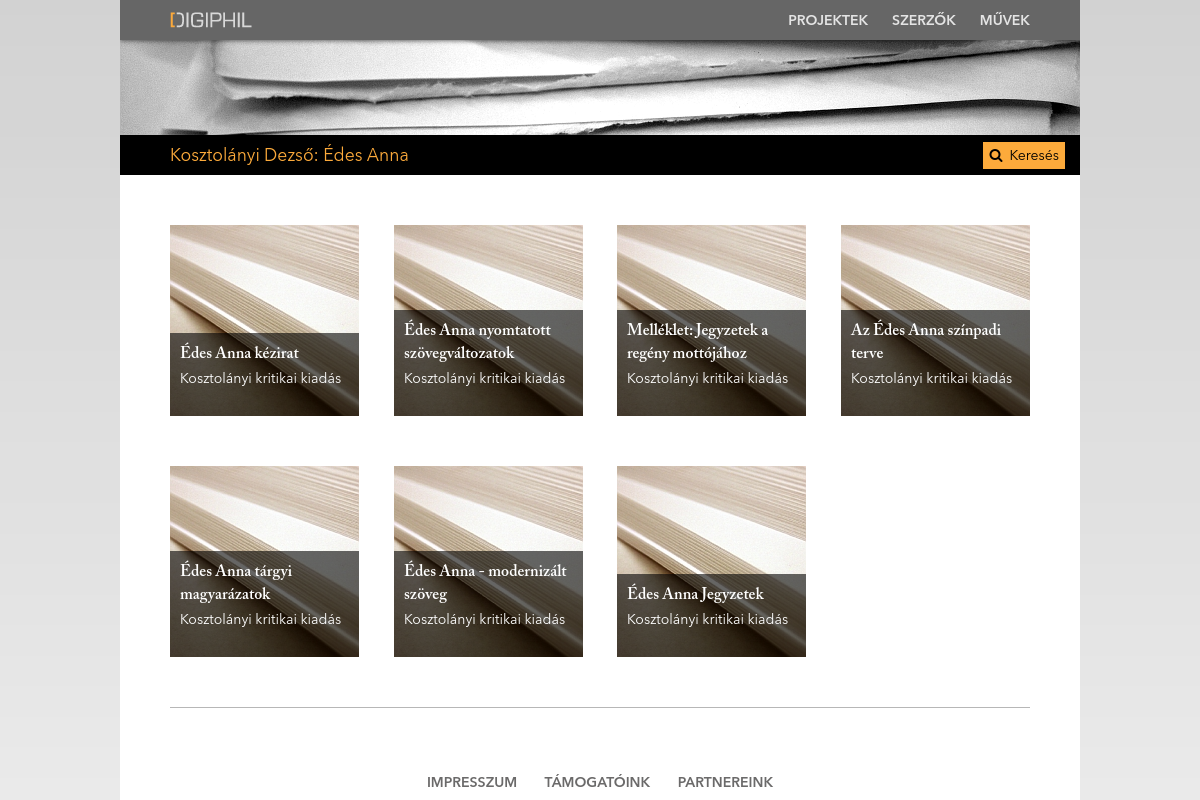 DIGIPHIL
PROJEKTEK SZERZŐK MŰVEK
Kosztolányi Dezső: Édes Anna
Keresés
Édes Anna kézirat
Kosztolányi kritikai kiadás
Édes Anna nyomtatott
szövegváltozatok
Kosztolányi kritikai kiadás
Melléklet: Jegyzetek a
regény mottójához
Kosztolányi kritikai kiadás
Az Édes Anna színpadi
terve
Kosztolányi kritikai kiadás
Édes Anna tárgyi
magyarázatok
Kosztolányi kritikai kiadás
Édes Anna - modernizált
szöveg
Kosztolányi kritikai kiadás
Édes Anna Jegyzetek
Kosztolányi kritikai kiadás
IMPRESSZUM TÁMOGATÓINK PARTNEREINK